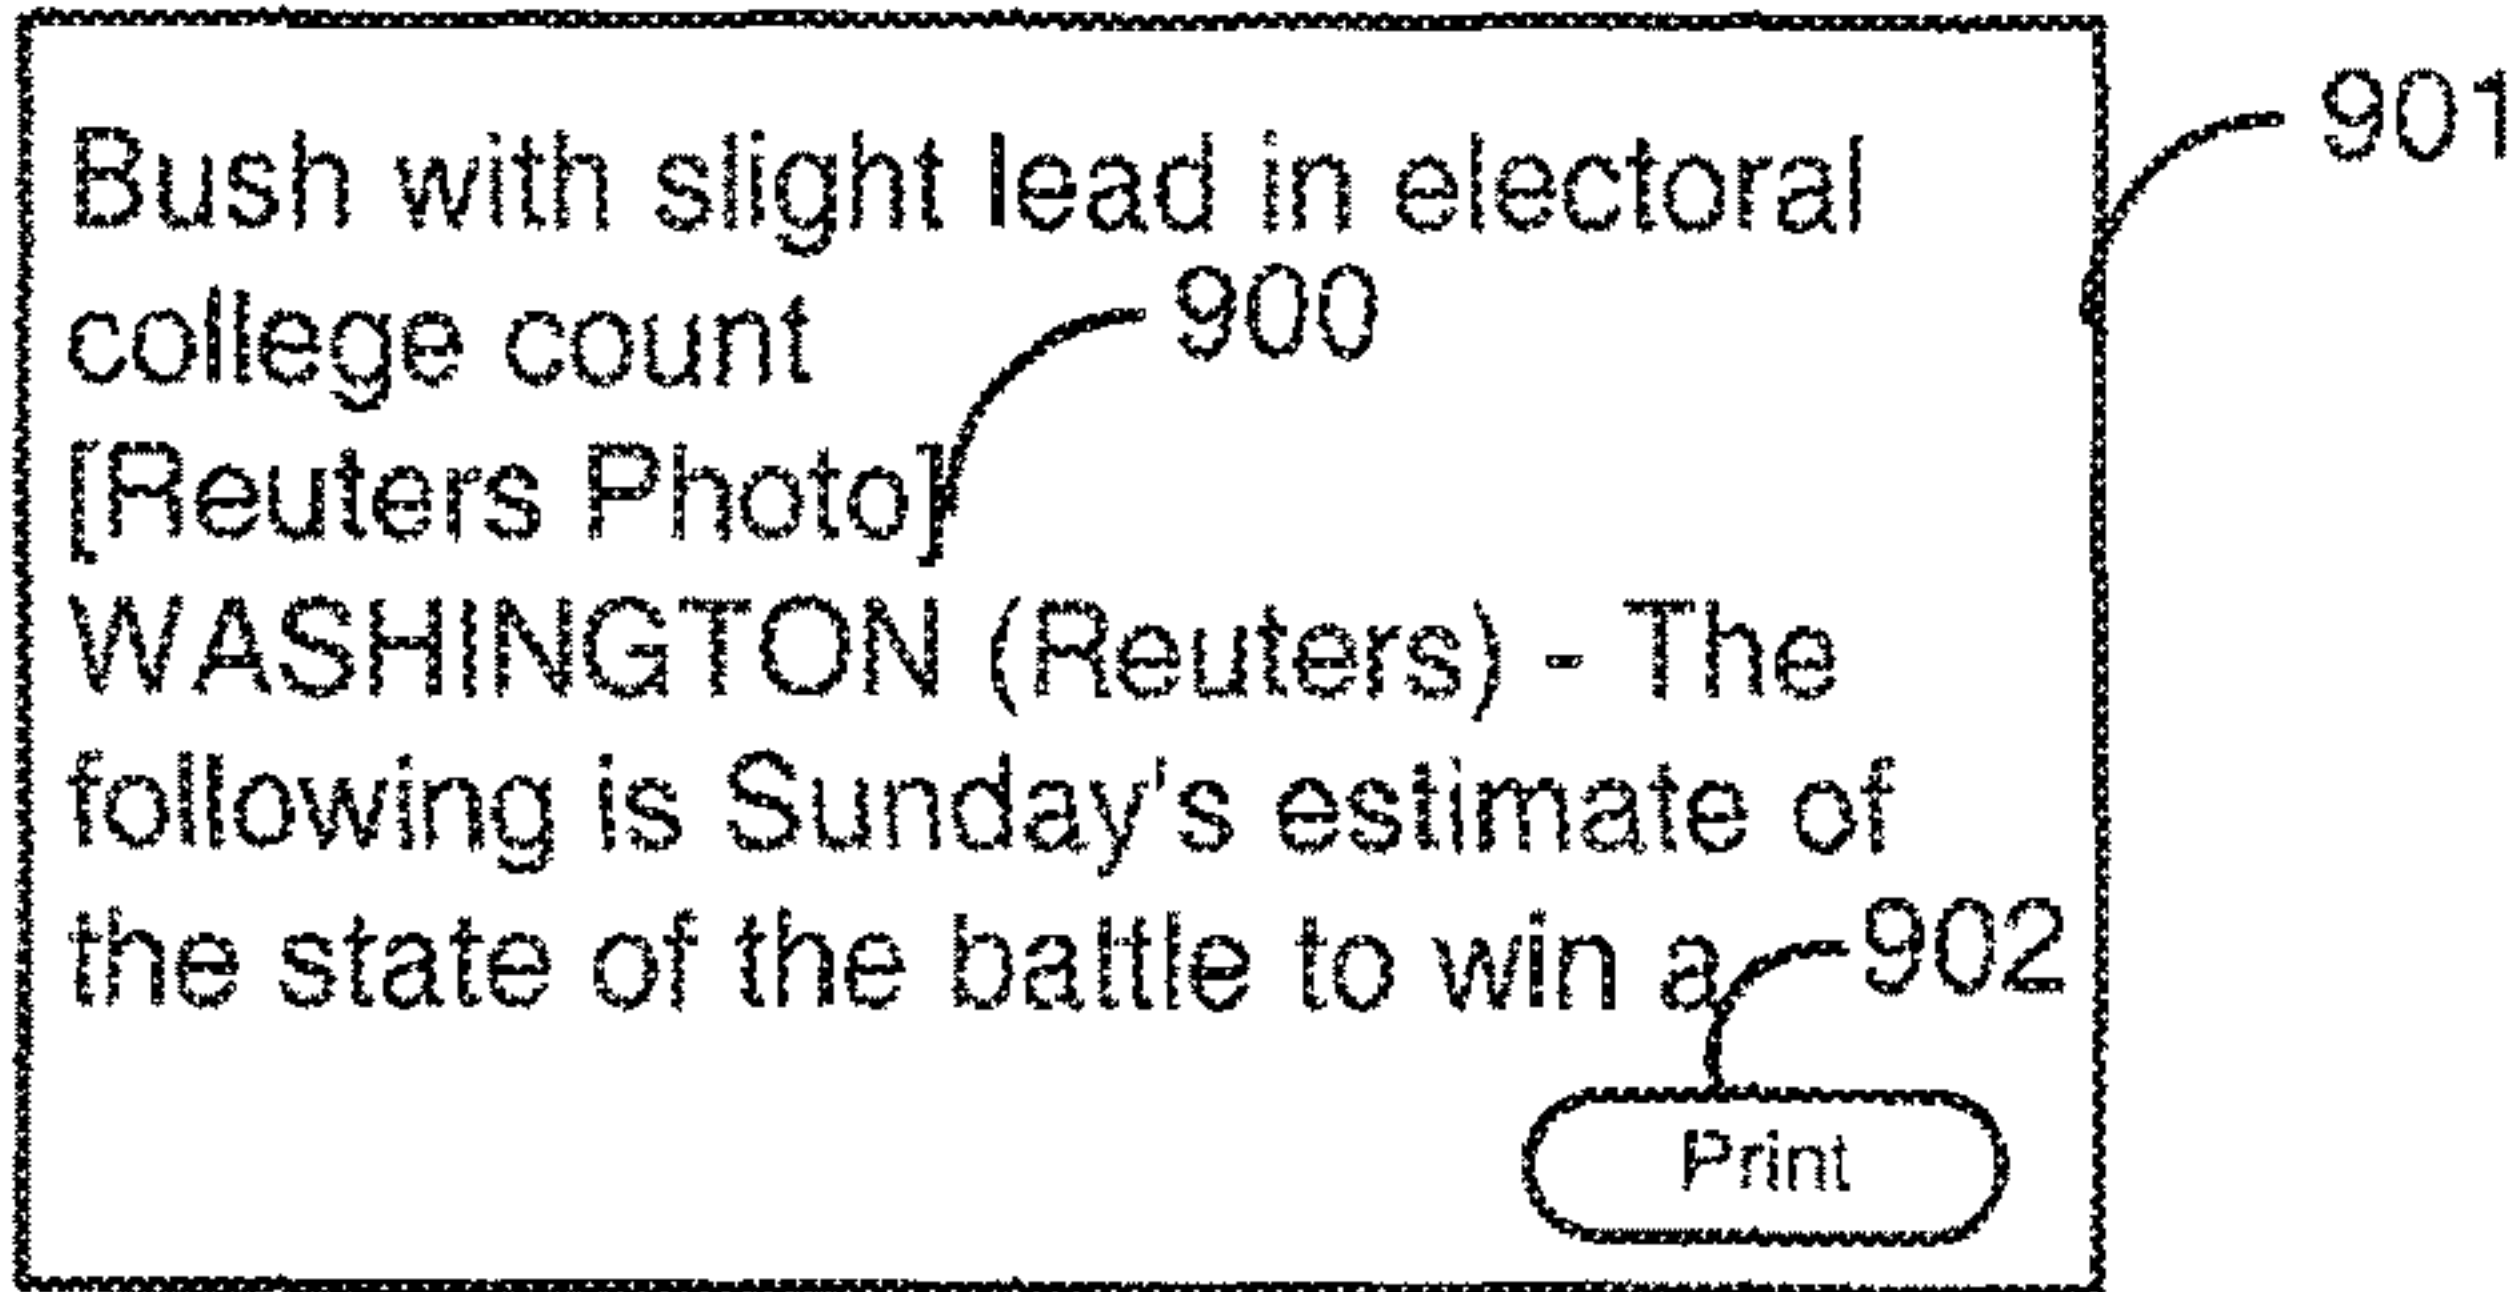 901
Bush with slight lead in electoral
college count
900
[Reuters Photo]
WASHINGTON (Reuters) - The
following is Sunday's estimate of
the state of the battle to win a
902
Print